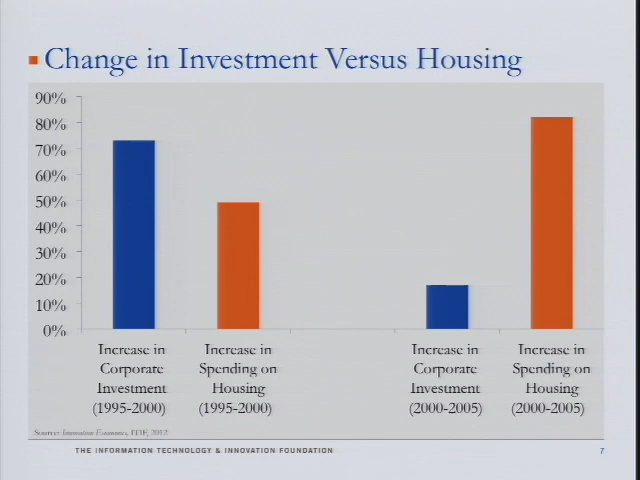 Change in Investment Versus Housing
90%
80%
70%
60%
50%
40%
30%
20%
10%
0%
Increase in
Corporate
Investment
(1995-2000)
Increase in
Spending on
Housing
(1995-2000)
Increase in
Corporate
Investment
(2000-2005)
Increase in
Spending on
Housing
(2000-2005)
Source: Innovation Economics, ITIF, 2012
THE INFORMATION TECHNOLOGY & INNOVATION FOUNDATION
7